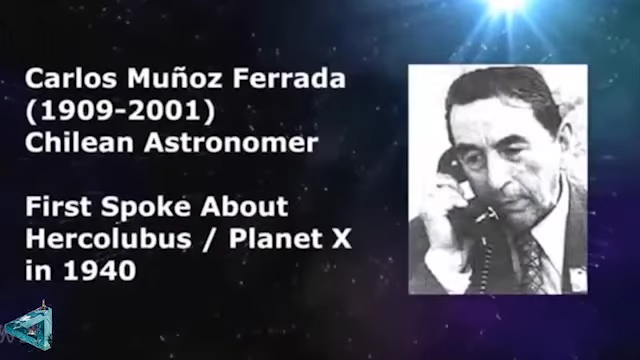 Carlos Muñoz Ferrada
(1909-2001)
Chilean Astronomer
First Spoke About
Hercolubus / Planet X
in 1940